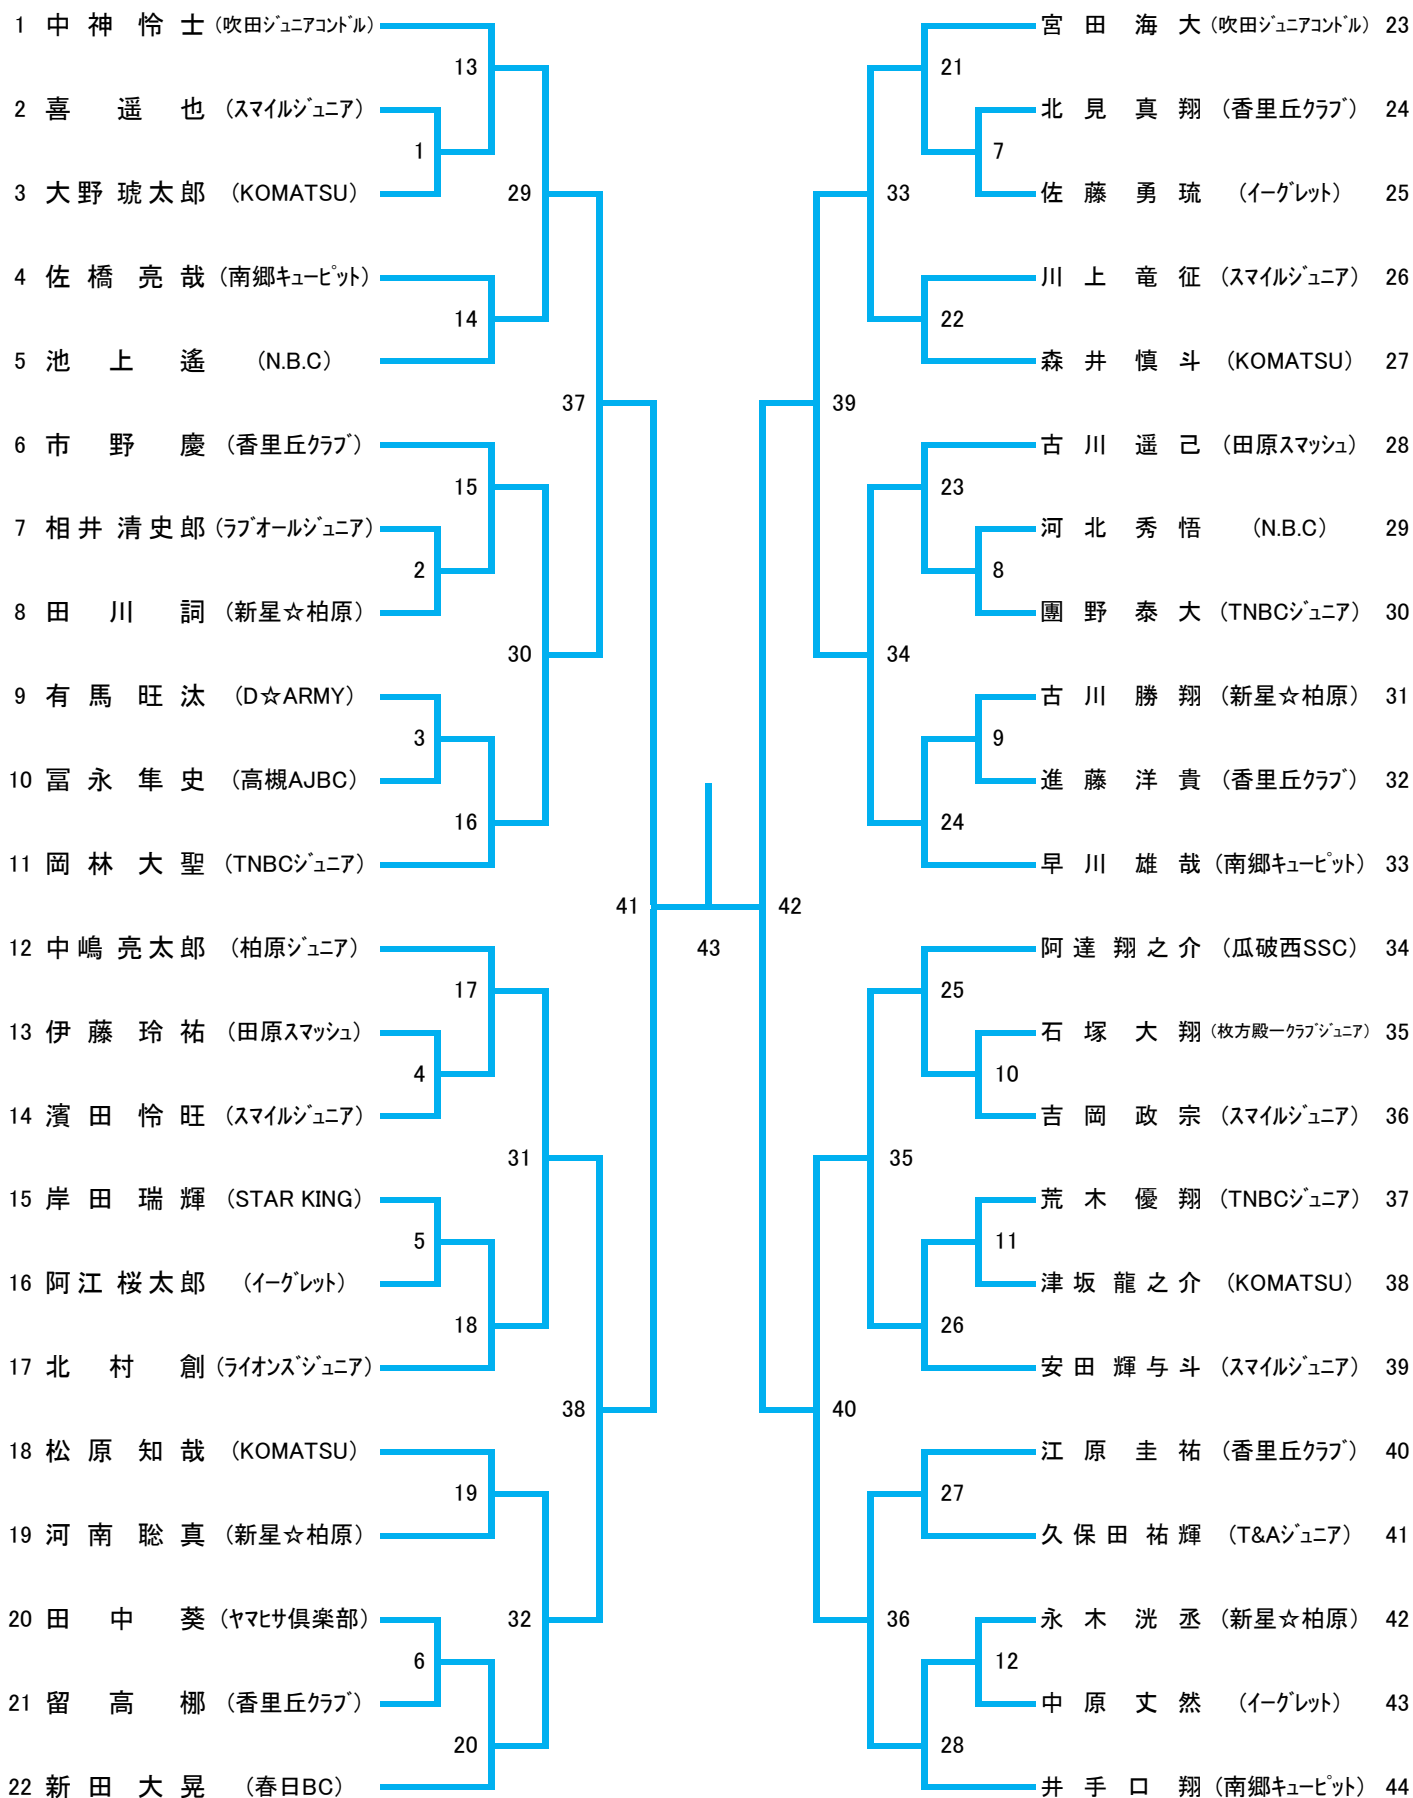 1 中神怜士 (吹田ジュニアコンドル)
13
2 喜遥也 (スマイルジュニア)
1
3 大野琥太郎 (KOMATSU)
29
4 佐橋亮哉 (南郷キューピット)
14
5 池上遙 (N.B.C)
37
6 市野慶 (香里丘クラブ)
15
7 相井清史郎 (ラブオールジュニア)
2
8 田川詞 (新星☆柏原)
30
9 有馬旺汰 (D☆ARMY)
3
10 冨永隼史 (高槻AJBC)
16
11 岡林大聖 (TNBCジュニア)
41
12 中嶋亮太郎 (柏原ジュニア)
17
13 伊藤玲祐 (田原スマッシュ)
4
14 濱田怜旺 (スマイルジュニア)
31
15 岸田瑞輝 (STAR KING)
5
16 阿江桜太郎 (イーグレット)
18
17 北村創 (ライオンズジュニア)
38
18 松原知哉 (KOMATSU)
19
19 河南聡真 (新星☆柏原)
20 田中葵 (ヤマヒサ倶楽部)
32
6
21 留高梛 (香里丘クラブ)
20
22 新田大晃 (春日BC)
43
宮田海大 (吹田ジュニアコンドル) 23
21
北見真翔 (香里丘クラブ) 24
7
佐藤勇琉 (イーグレット) 25
33
川上竜征 (スマイルジュニア) 26
22
森井慎斗 (KOMATSU) 27
39
古川遥己 (田原スマッシュ) 28
23
河北秀悟 (N.B.C) 29
8
團野泰大 (TNBCジュニア) 30
34
古川勝翔 (新星☆柏原) 31
9
進藤洋貴 (香里丘クラブ) 32
24
早川雄哉 (南郷キューピット) 33
42
阿達翔之介 (瓜破西SSC) 34
25
石塚大翔 (枚方殿一クラブジュニア) 35
10
吉岡政宗 (スマイルジュニア) 36
35
荒木優翔 (TNBCジュニア) 37
11
津坂龍之介 (KOMATSU) 38
26
安田輝与斗 (スマイルジュニア) 39
40
江原圭祐 (香里丘クラブ) 40
27
久保田祐輝 (T&Aジュニア) 41
36
永木洸丞 (新星☆柏原) 42
12
中原丈然 (イーグレット) 43
28
井手口翔 (南郷キューピット) 44